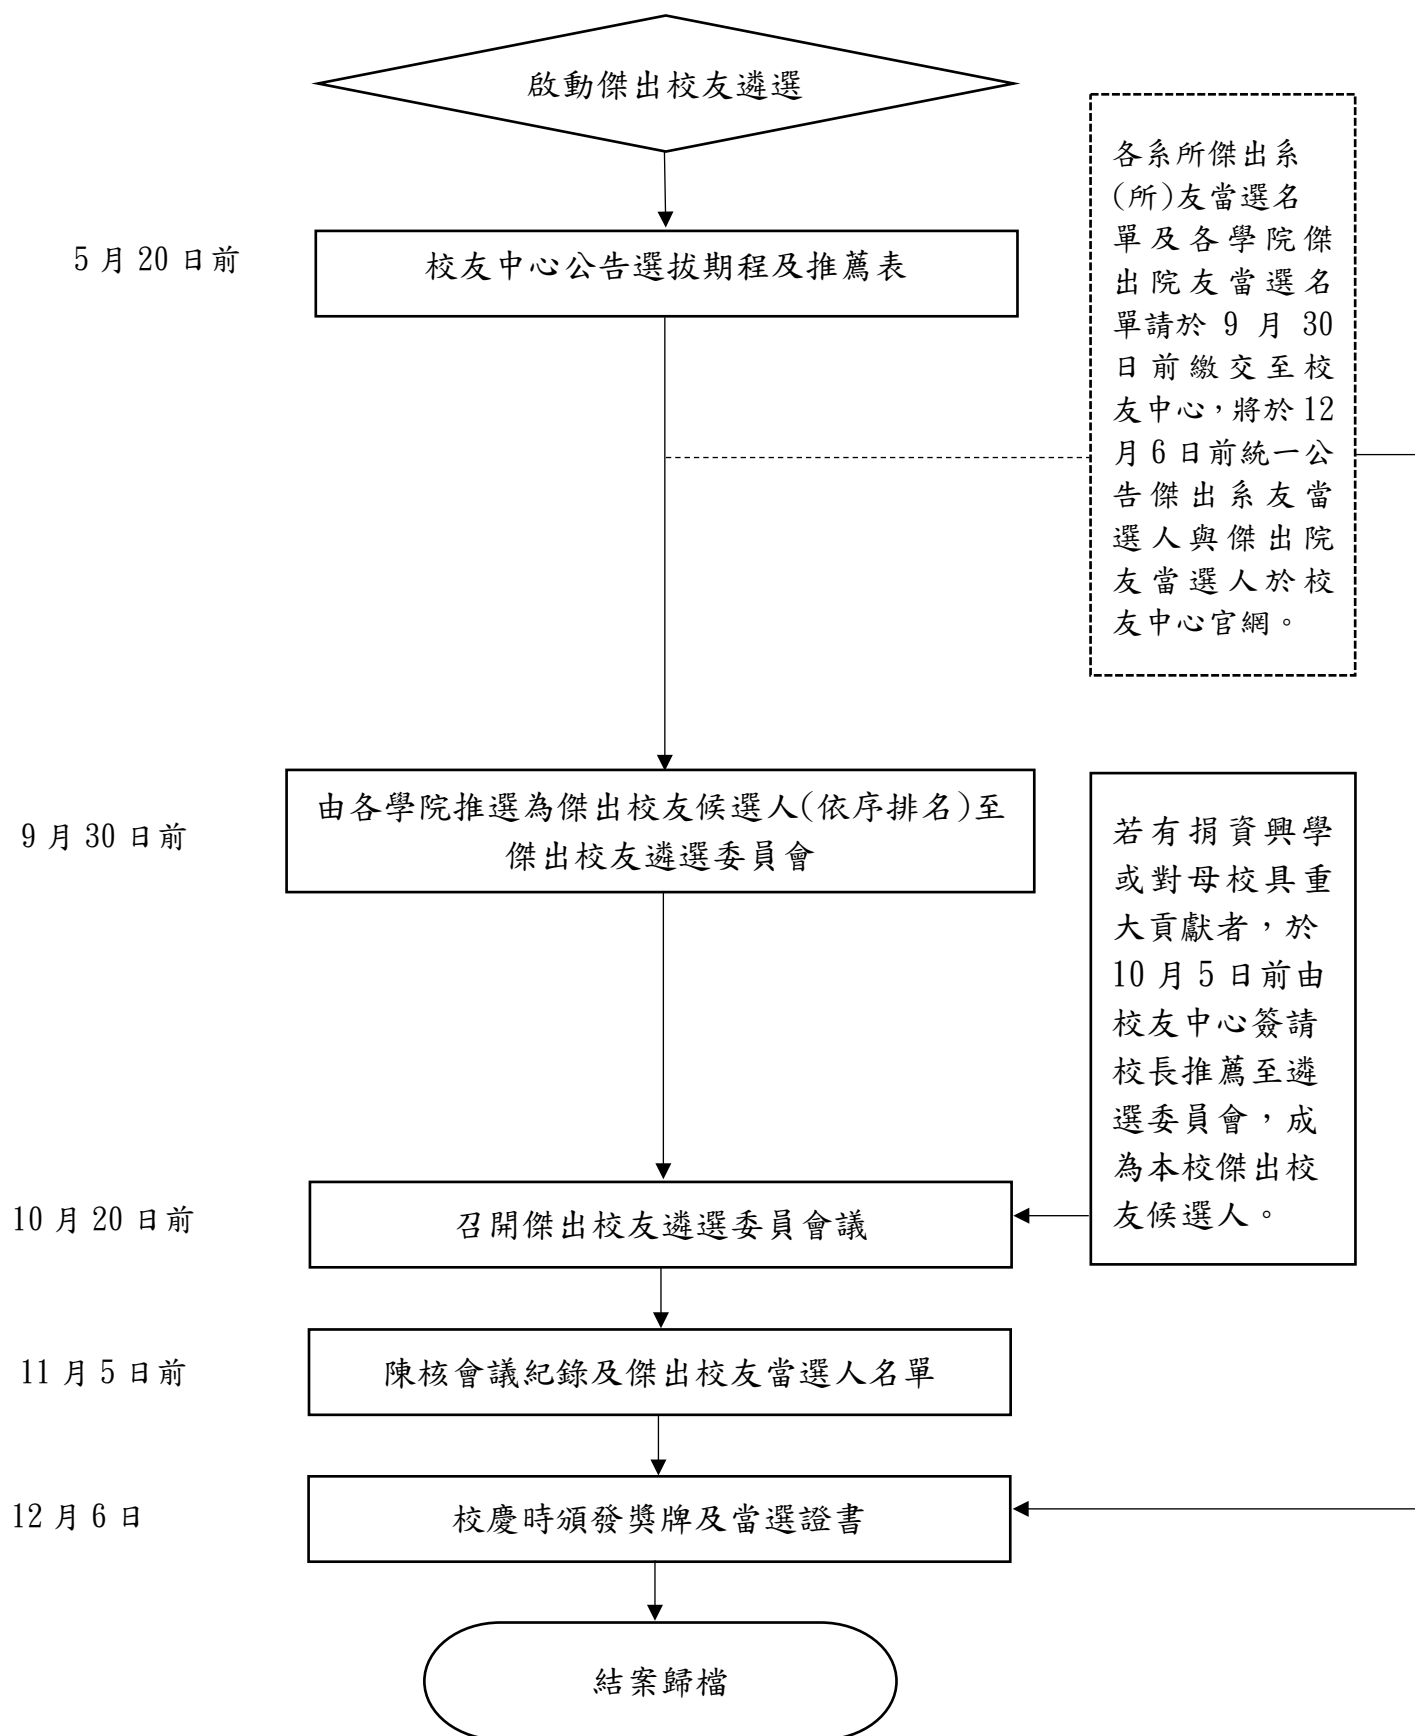 啟動傑出校友遴選
5 月 20 日前
校友中心公告選拔期程及推薦表
各系所傑出系
(所)友當選名
單及各學院傑
出院友當選名
單請於 9 月 30
日前繳交至校
友中心，將於 12
月 6 日前統一公
告傑出系友當
選人與傑出院
友當選人於校
友中心官網。
9 月 30 日前
由各學院推選為傑出校友候選人(依序排名)至
傑出校友遴選委員會
若有捐資興學
或對母校具重
大貢獻者，於
10 月 5 日前由
校友中心簽請
校長推薦至遴
選委員會，成
為本校傑出校
友候選人。
10 月 20 日前
召開傑出校友遴選委員會議
11 月 5 日前
陳核會議紀錄及傑出校友當選人名單
12 月 6 日
校慶時頒發獎牌及當選證書
結案歸檔